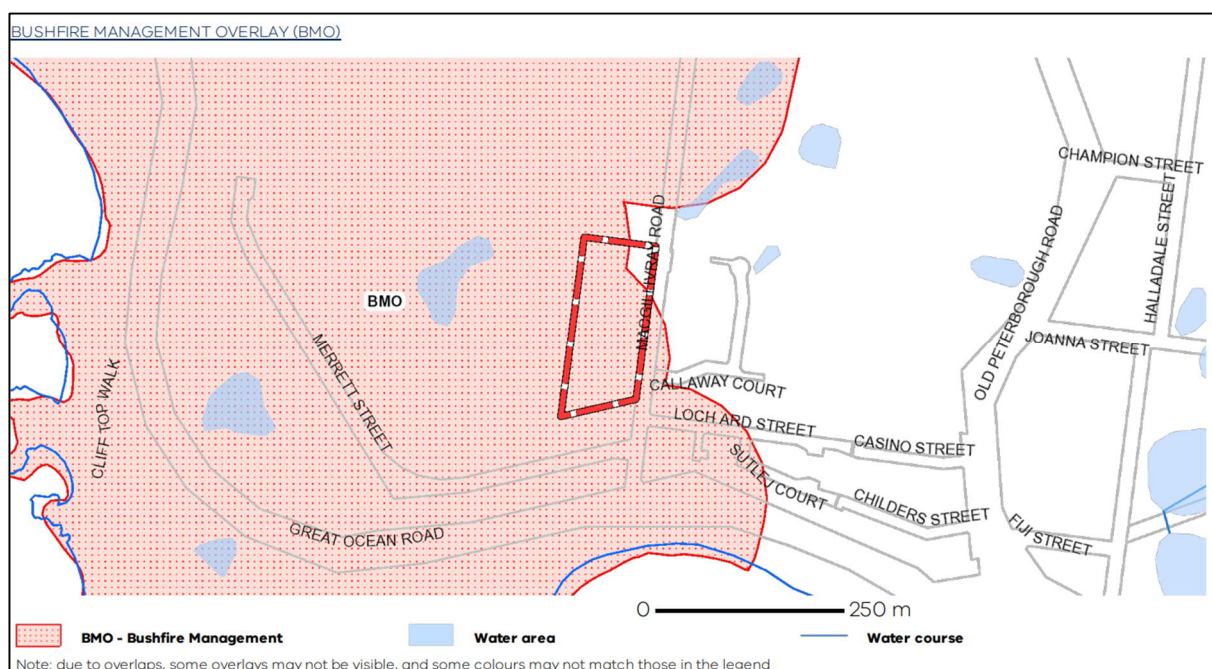 BUSHFIRE MANAGEMENT OVERLAY (BMO)
CHAMPION STREET
HALLADALE STREET
OLD PETERBOROUGH ROAD
MACGILLIVRAY ROAD
BMO
JOANNA STREET
MERRETT STREET
CLIFF TOP WALK
CALLAWAY COURT
LOCH ARD STREET
CASINO STREET
SUTLEJ COURT
CHILDERS STREET
FIJI STREET
GREAT OCEAN ROAD
0 250 m
BMO - Bushfire Management Water area Water course
Note: due to overlaps, some overlays may not be visible, and some colours may not match those in the legend